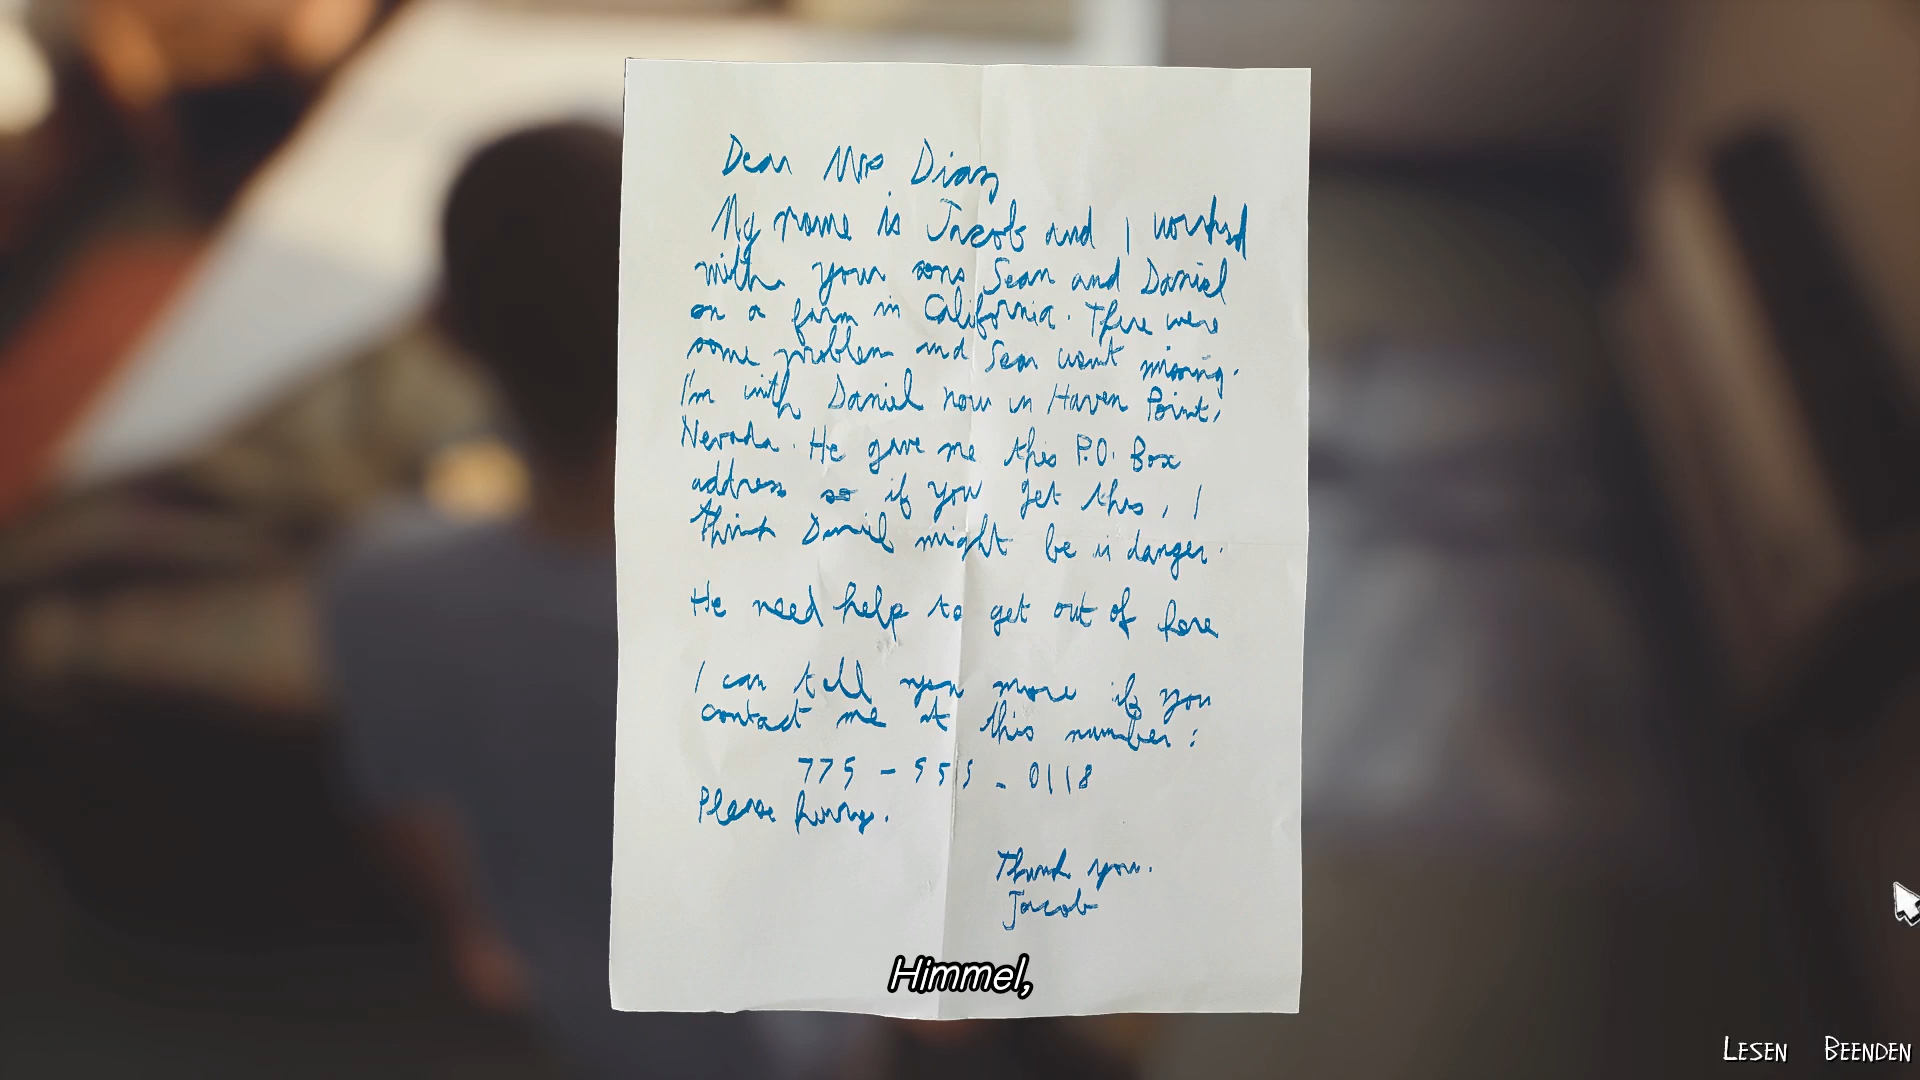 Dear Mrs Diaz
My name is Jacob and I worked
with your sons Sean and Daniel
on a farm in California. There were
some problem and Sean went missing.
I'm with Daniel now in Haven Point,
Nevada. He gave me this P.O. Box
address so if you get this, I
think Daniel might be in danger.
He need help to get out of here
I can tell you more if you
contact me at this number:
775 - 555 - 0118
Please hurry.
Thank you.
Jacob
Himmel,
LESEN BEENDEN